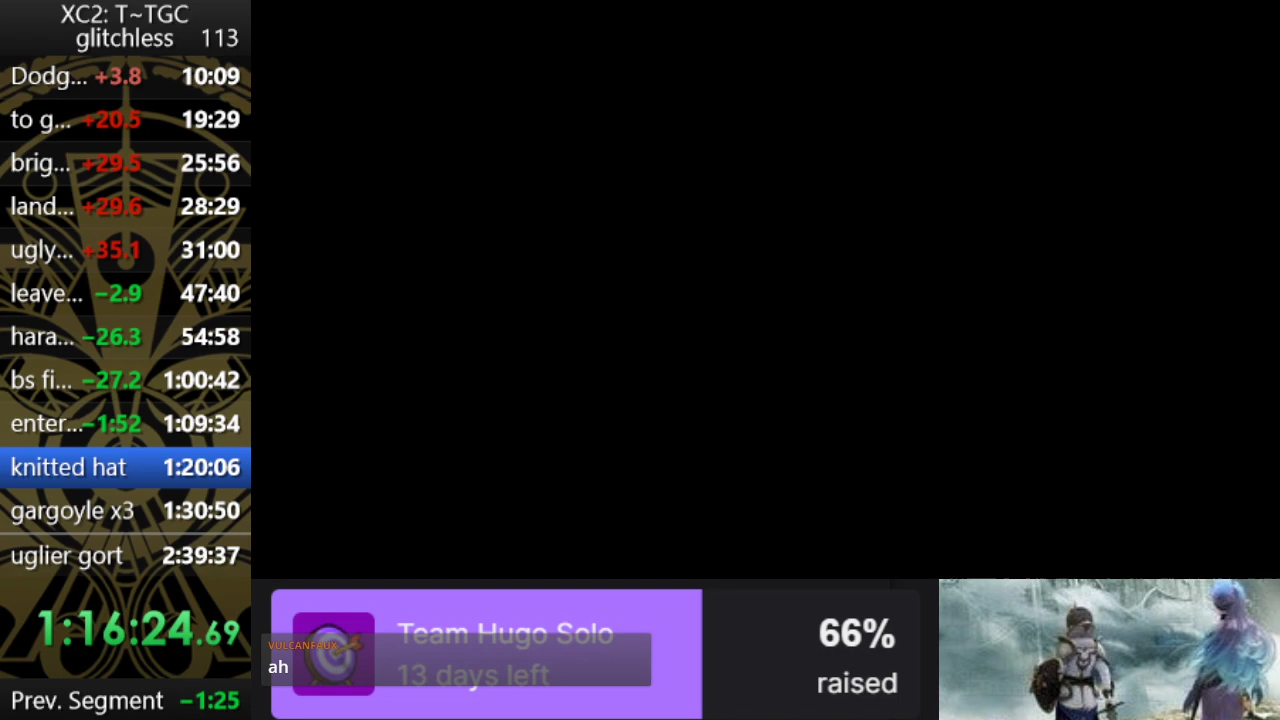 XC2: T~TGC
glitchless 113
Dodg... +3.8 10:09
to g... +20.5 19:29
brig... +29.5 25:56
land... +29.6 28:29
ugly... +35.1 31:00
leave... −2.9 47:40
hara... −26.3 54:58
bs fi... −27.2 1:00:42
enter... −1:52 1:09:34
knitted hat 1:20:06
gargoyle x3 1:30:50
uglier gort 2:39:37
1:16:24.69
Prev. Segment −1:25
Team Hugo Solo
13 days left
66%
raised
VULCANFAUX
ah